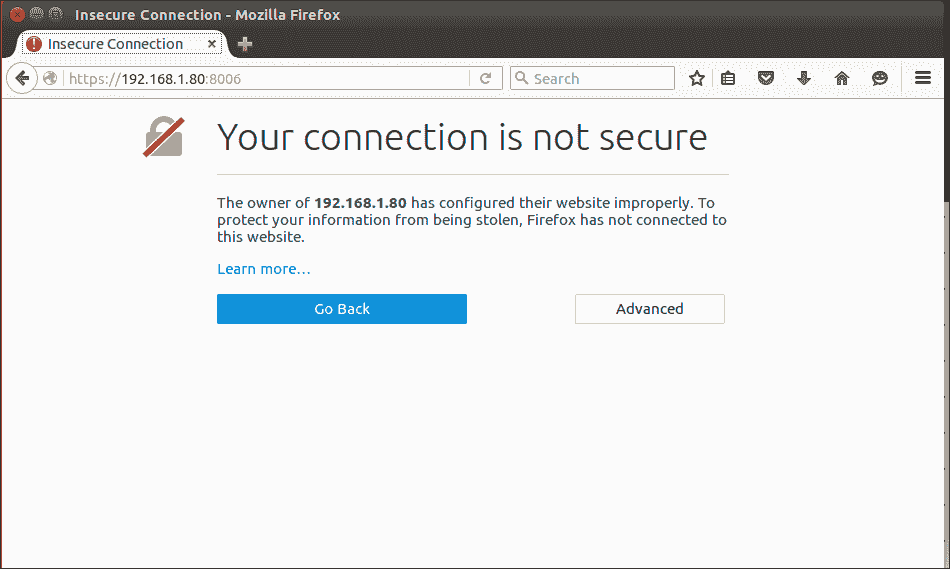 Insecure Connection - Mozilla Firefox
Insecure Connection
https://192.168.1.80:8006
Search
Your connection is not secure
The owner of 192.168.1.80 has configured their website improperly. To
protect your information from being stolen, Firefox has not connected to
this website.
Learn more...
Go Back
Advanced